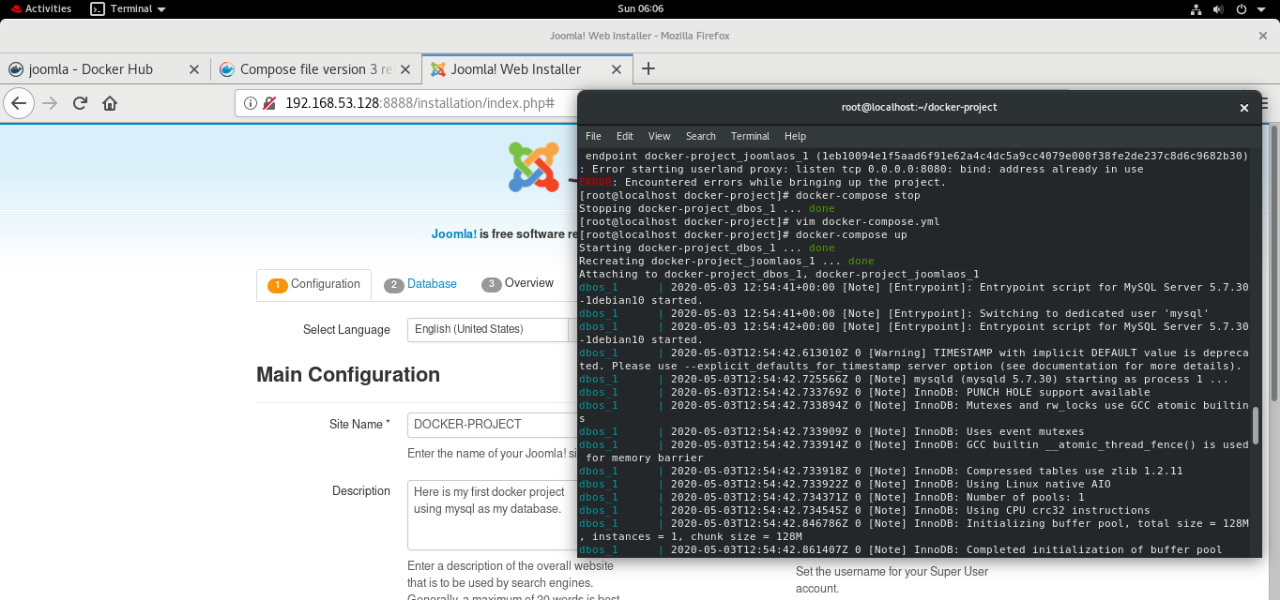 Activities Terminal Sun 06:06
Joomla! Web Installer - Mozilla Firefox
joomla - Docker Hub Compose file version 3 re Joomla! Web Installer
192.168.53.128:8888/installation/index.php#
Joomla! is free software re
1 Configuration 2 Database 3 Overview
Select Language English (United States)
Main Configuration
Site Name * DOCKER-PROJECT
Enter the name of your Joomla! si
Description Here is my first docker project
using mysql as my database.
Enter a description of the overall website
that is to be used by search engines.
Generally, a maximum of 20 words is best
Set the username for your Super User
account.
root@localhost:~/docker-project
File Edit View Search Terminal Help
endpoint docker-project_joomlaos_1 (1eb10094e1f5aad6f91e62a4c4dc5a9cc4079e000f38fe2de237c8d6c9682b30)
: Error starting userland proxy: listen tcp 0.0.0.0:8080: bind: address already in use
ERROR: Encountered errors while bringing up the project.
[root@localhost docker-project]# docker-compose stop
Stopping docker-project_dbos_1 ... done
[root@localhost docker-project]# vim docker-compose.yml
[root@localhost docker-project]# docker-compose up
Starting docker-project_dbos_1 ... done
Recreating docker-project_joomlaos_1 ... done
Attaching to docker-project_dbos_1, docker-project_joomlaos_1
dbos_1 | 2020-05-03 12:54:41+00:00 [Note] [Entrypoint]: Entrypoint script for MySQL Server 5.7.30
-1debian10 started.
dbos_1 | 2020-05-03 12:54:41+00:00 [Note] [Entrypoint]: Switching to dedicated user 'mysql'
dbos_1 | 2020-05-03 12:54:42+00:00 [Note] [Entrypoint]: Entrypoint script for MySQL Server 5.7.30
-1debian10 started.
dbos_1 | 2020-05-03T12:54:42.613010Z 0 [Warning] TIMESTAMP with implicit DEFAULT value is depreca
ted. Please use --explicit_defaults_for_timestamp server option (see documentation for more details).
dbos_1 | 2020-05-03T12:54:42.725566Z 0 [Note] mysqld (mysqld 5.7.30) starting as process 1 ...
dbos_1 | 2020-05-03T12:54:42.733769Z 0 [Note] InnoDB: PUNCH HOLE support available
dbos_1 | 2020-05-03T12:54:42.733894Z 0 [Note] InnoDB: Mutexes and rw_locks use GCC atomic builtin
s
dbos_1 | 2020-05-03T12:54:42.733909Z 0 [Note] InnoDB: Uses event mutexes
dbos_1 | 2020-05-03T12:54:42.733914Z 0 [Note] InnoDB: GCC builtin __atomic_thread_fence() is used
for memory barrier
dbos_1 | 2020-05-03T12:54:42.733918Z 0 [Note] InnoDB: Compressed tables use zlib 1.2.11
dbos_1 | 2020-05-03T12:54:42.733922Z 0 [Note] InnoDB: Using Linux native AIO
dbos_1 | 2020-05-03T12:54:42.734371Z 0 [Note] InnoDB: Number of pools: 1
dbos_1 | 2020-05-03T12:54:42.734545Z 0 [Note] InnoDB: Using CPU crc32 instructions
dbos_1 | 2020-05-03T12:54:42.846786Z 0 [Note] InnoDB: Initializing buffer pool, total size = 128M
, instances = 1, chunk size = 128M
dbos_1 | 2020-05-03T12:54:42.861407Z 0 [Note] InnoDB: Completed initialization of buffer pool